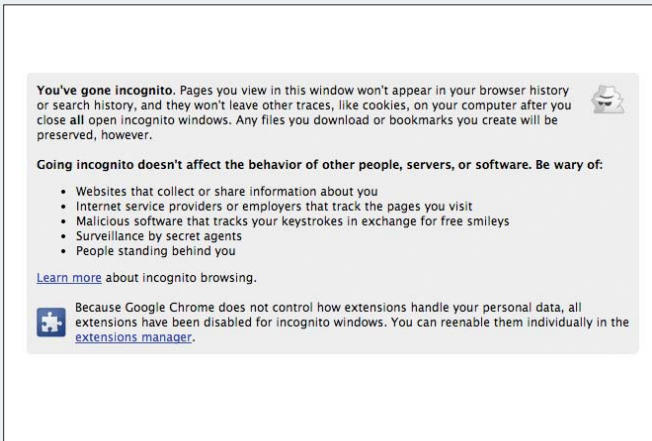 You've gone incognito. Pages you view in this window won't appear in your browser history
or search history, and they won't leave other traces, like cookies, on your computer after you
close all open incognito windows. Any files you download or bookmarks you create will be
preserved, however.
Going incognito doesn't affect the behavior of other people, servers, or software. Be wary of:
• Websites that collect or share information about you
• Internet service providers or employers that track the pages you visit
• Malicious software that tracks your keystrokes in exchange for free smileys
• Surveillance by secret agents
• People standing behind you
Learn more about incognito browsing.
Because Google Chrome does not control how extensions handle your personal data, all
extensions have been disabled for incognito windows. You can reenable them individually in the
extensions manager.